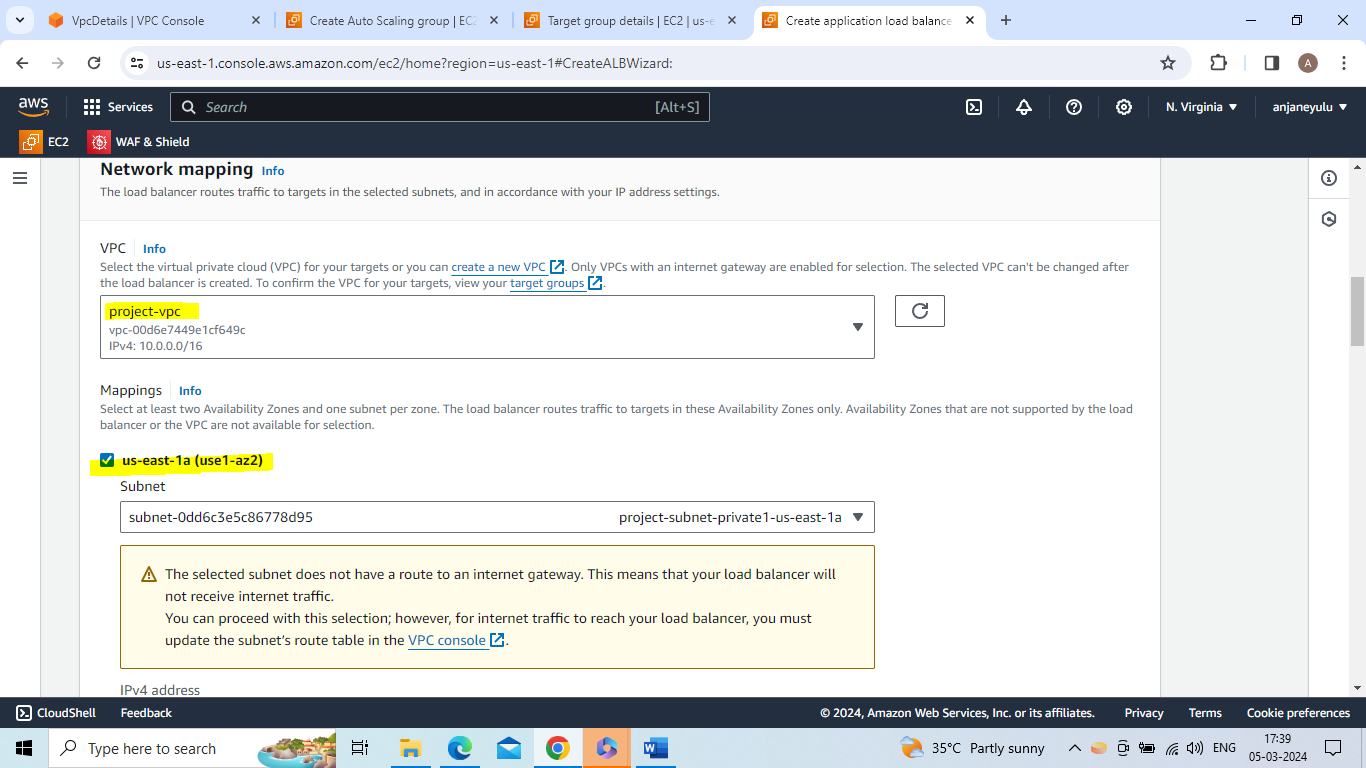 VpcDetails | VPC Console
Create Auto Scaling group | EC2
Target group details | EC2 | us-e
Create application load balance
us-east-1.console.aws.amazon.com/ec2/home?region=us-east-1#CreateALBWizard:
A
aws
Services
Search
[Alt+S]
N. Virginia
anjaneyulu
EC2
WAF & Shield
Network mapping Info
The load balancer routes traffic to targets in the selected subnets, and in accordance with your IP address settings.
VPC Info
Select the virtual private cloud (VPC) for your targets or you can create a new VPC. Only VPCs with an internet gateway are enabled for selection. The selected VPC can't be changed after
the load balancer is created. To confirm the VPC for your targets, view your target groups.
project-vpc
vpc-00d6e7449e1cf649c
IPv4: 10.0.0.0/16
Mappings Info
Select at least two Availability Zones and one subnet per zone. The load balancer routes traffic to targets in these Availability Zones only. Availability Zones that are not supported by the load
balancer or the VPC are not available for selection.
us-east-1a (use1-az2)
Subnet
subnet-0dd6c3e5c86778d95 project-subnet-private1-us-east-1a
The selected subnet does not have a route to an internet gateway. This means that your load balancer will
not receive internet traffic.
You can proceed with this selection; however, for internet traffic to reach your load balancer, you must
update the subnet's route table in the VPC console.
IPv4 address
CloudShell Feedback
© 2024, Amazon Web Services, Inc. or its affiliates. Privacy Terms Cookie preferences
Type here to search
35°C Partly sunny
ENG
17:39
05-03-2024